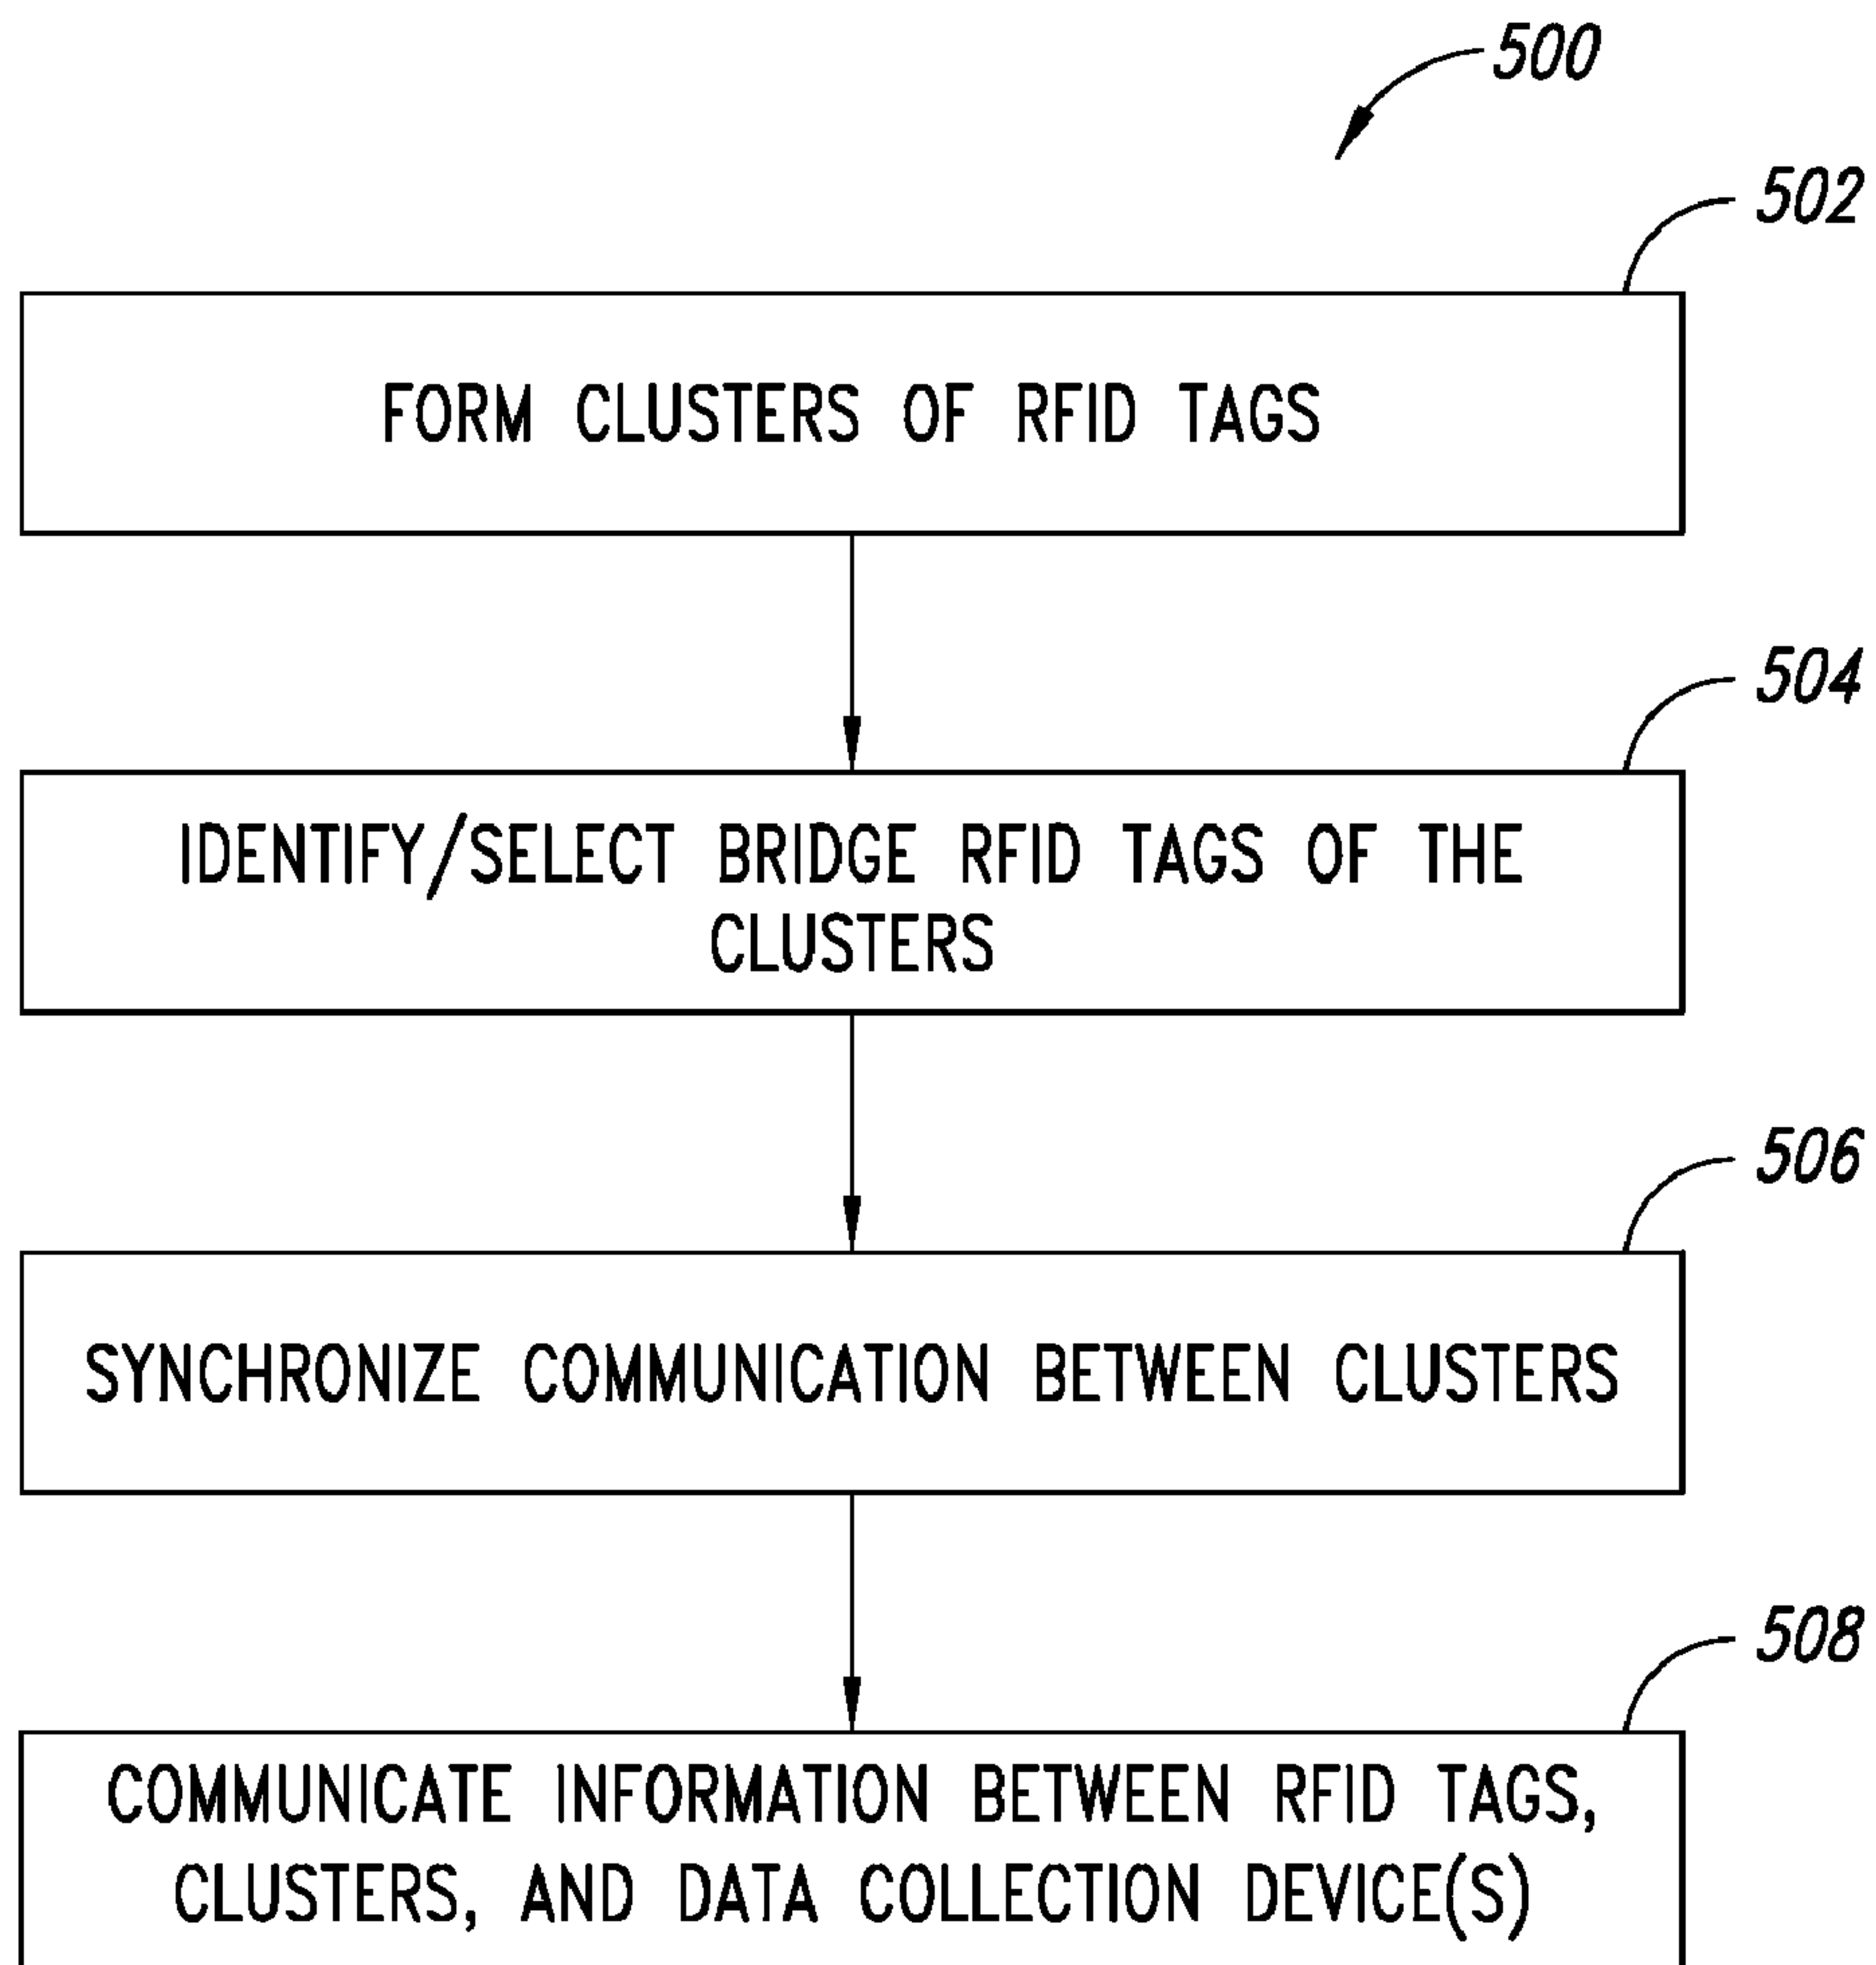 500
502
FORM CLUSTERS OF RFID TAGS
504
IDENTIFY/SELECT BRIDGE RFID TAGS OF THE
CLUSTERS
506
SYNCHRONIZE COMMUNICATION BETWEEN CLUSTERS
508
COMMUNICATE INFORMATION BETWEEN RFID TAGS,
CLUSTERS, AND DATA COLLECTION DEVICE(S)